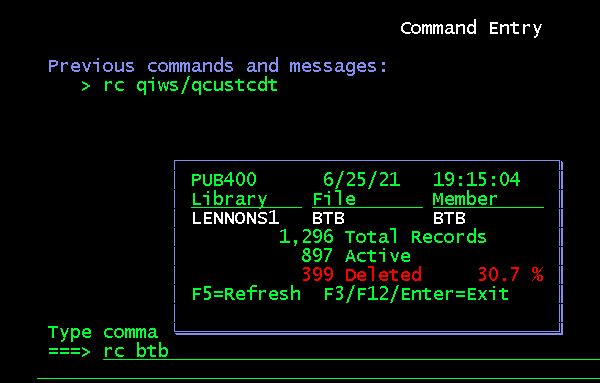 Command Entry
Previous commands and messages:
> rc qiws/qcustcdt
PUB400 6/25/21 19:15:04
Library File Member
LENNONS1 BTB BTB
1,296 Total Records
897 Active
399 Deleted 30.7 %
F5=Refresh F3/F12/Enter=Exit
Type comma
===> rc btb